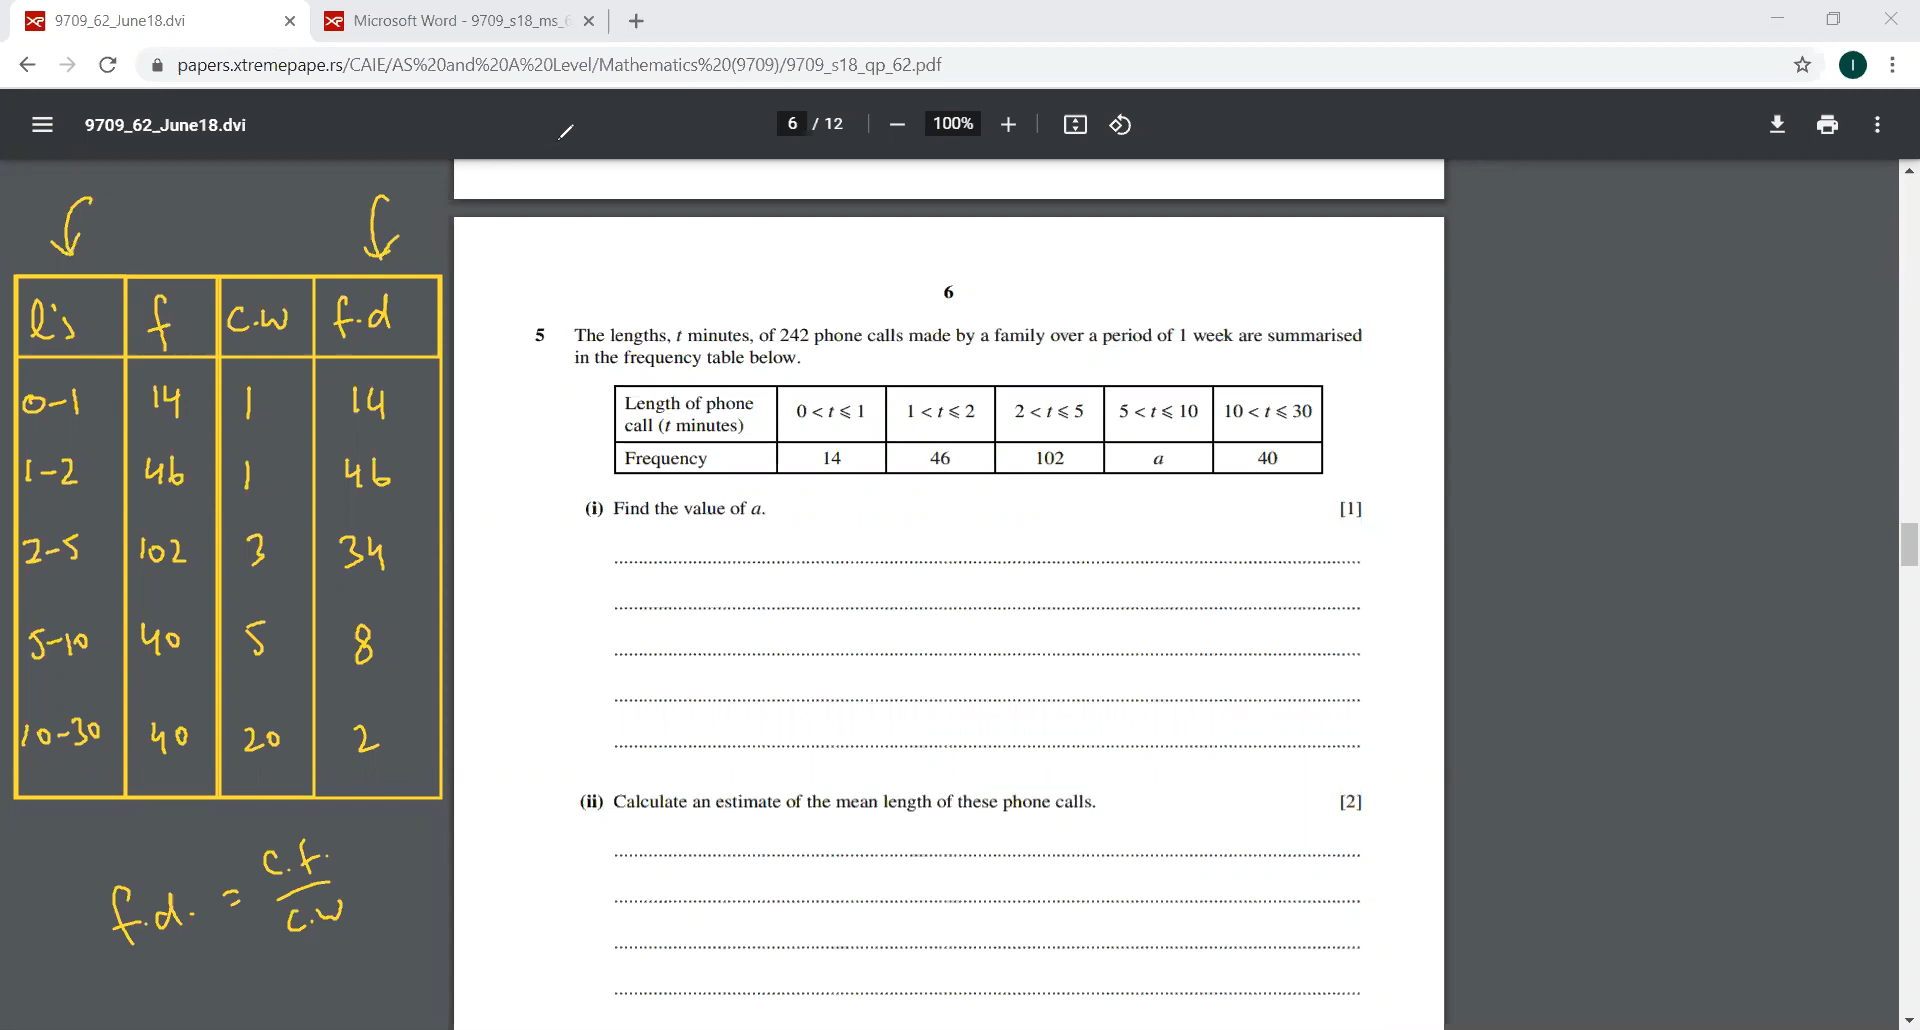 9709_62_June18.dvi
Microsoft Word - 9709_s18_ms_6
papers.xtremepape.rs/CAIE/AS%20and%20A%20Level/Mathematics%20(9709)/9709_s18_qp_62.pdf
I
9709_62_June18.dvi
6 / 12
100%
l's f c.w f.d
0-1 14 1 14
1-2 46 1 46
2-5 102 3 34
5-10 40 5 8
10-30 40 20 2
f.d. = c.f. / c.w
6
5 The lengths, t minutes, of 242 phone calls made by a family over a period of 1 week are summarised
in the frequency table below.
Length of phone call (t minutes) 0 < t ⩽ 1 1 < t ⩽ 2 2 < t ⩽ 5 5 < t ⩽ 10 10 < t ⩽ 30
Frequency 14 46 102 a 40
(i) Find the value of a. [1]
(ii) Calculate an estimate of the mean length of these phone calls. [2]